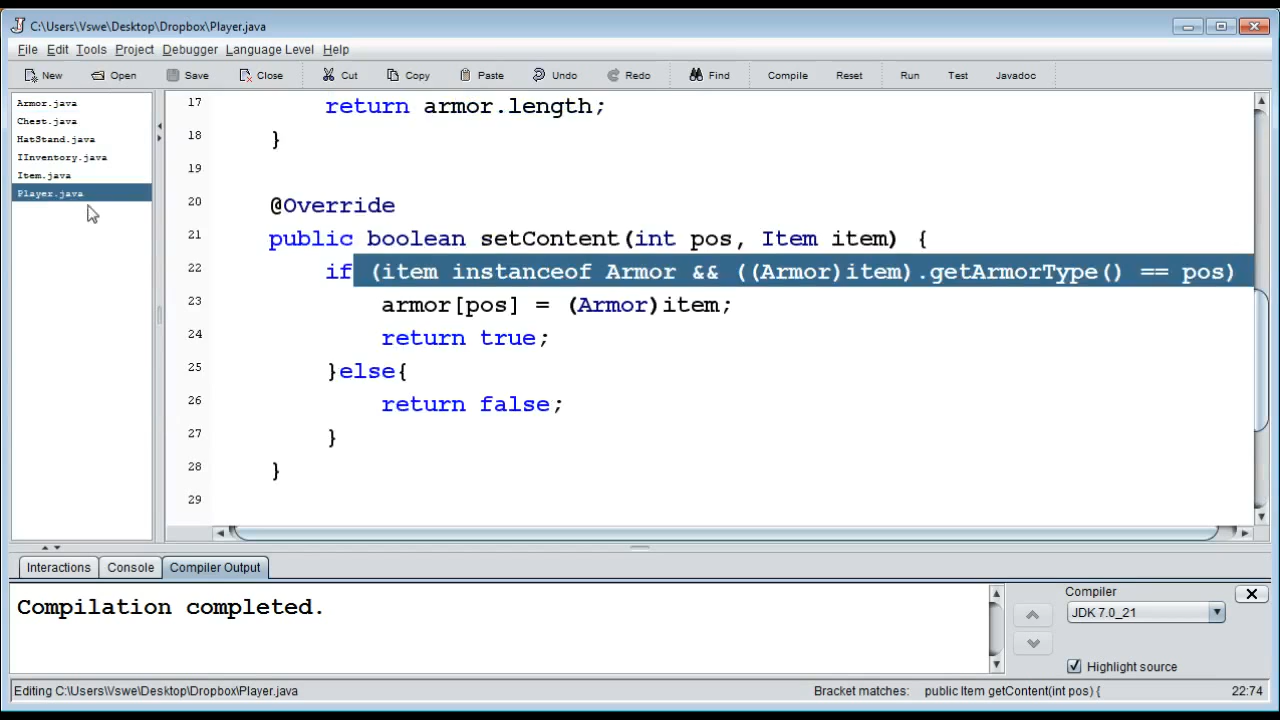 C:\Users\Vswe\Desktop\Dropbox\Player.java
File Edit Tools Project Debugger Language Level Help
New Open Save Close Cut Copy Paste Undo Redo Find Compile Reset Run Test Javadoc
Armor.java
Chest.java
HatStand.java
IInventory.java
Item.java
Player.java
17 return armor.length;
18 }
19
20 @Override
21 public boolean setContent(int pos, Item item) {
22 if (item instanceof Armor && ((Armor)item).getArmorType() == pos)
23 armor[pos] = (Armor)item;
24 return true;
25 }else{
26 return false;
27 }
28 }
29
Interactions Console Compiler Output
Compilation completed.
Compiler
JDK 7.0_21
Highlight source
Editing C:\Users\Vswe\Desktop\Dropbox\Player.java Bracket matches: public Item getContent(int pos) { 22:74